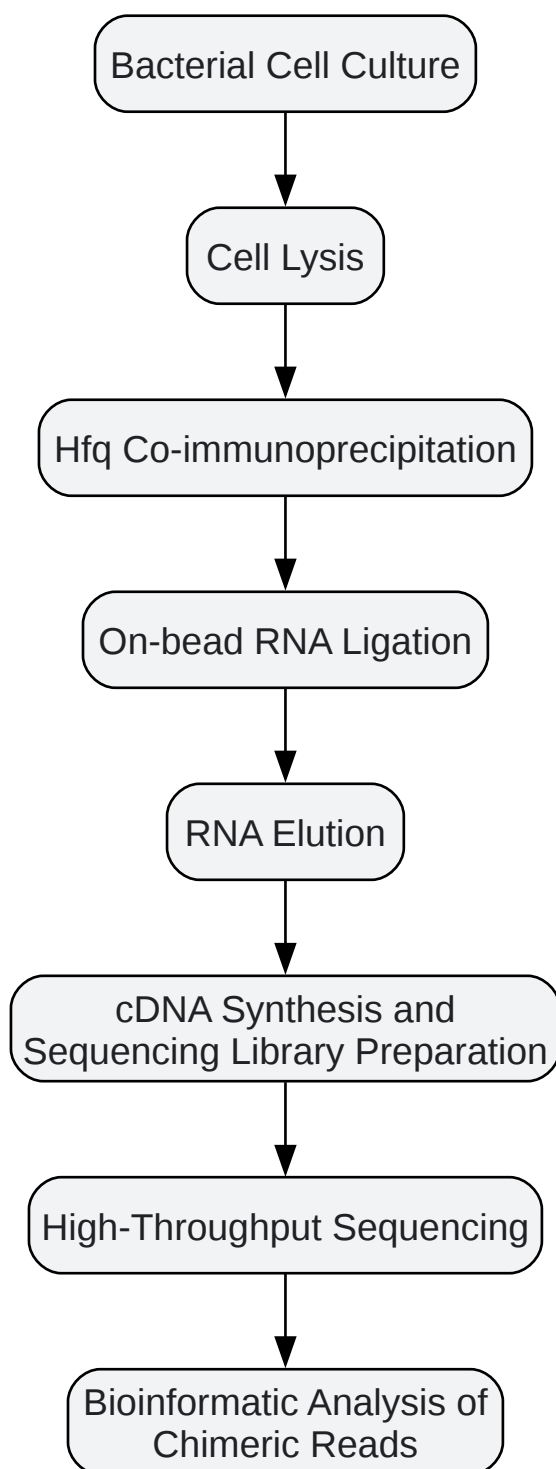 Bacterial Cell Culture
Cell Lysis
Hfq Co-immunoprecipitation
On-bead RNA Ligation
RNA Elution
cDNA Synthesis and
Sequencing Library Preparation
High-Throughput Sequencing
Bioinformatic Analysis of
Chimeric Reads